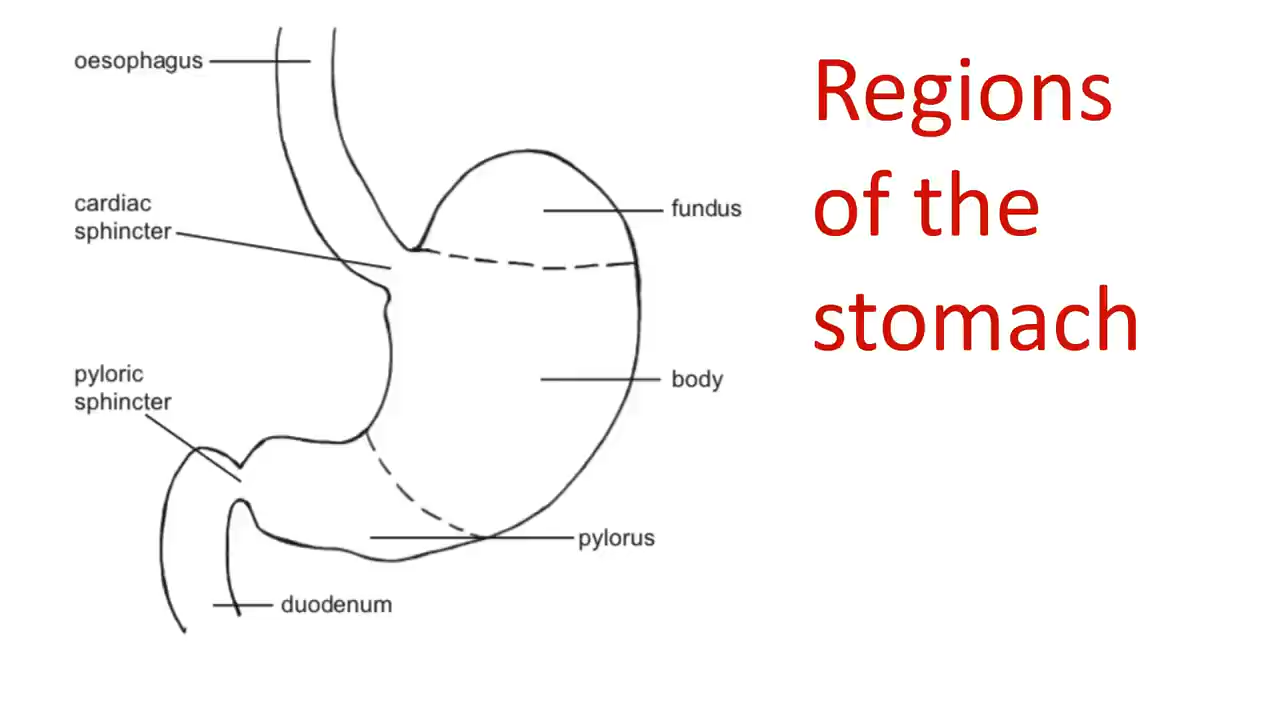 oesophagus
cardiac
sphincter
pyloric
sphincter
duodenum
fundus
body
pylorus
Regions
of the
stomach